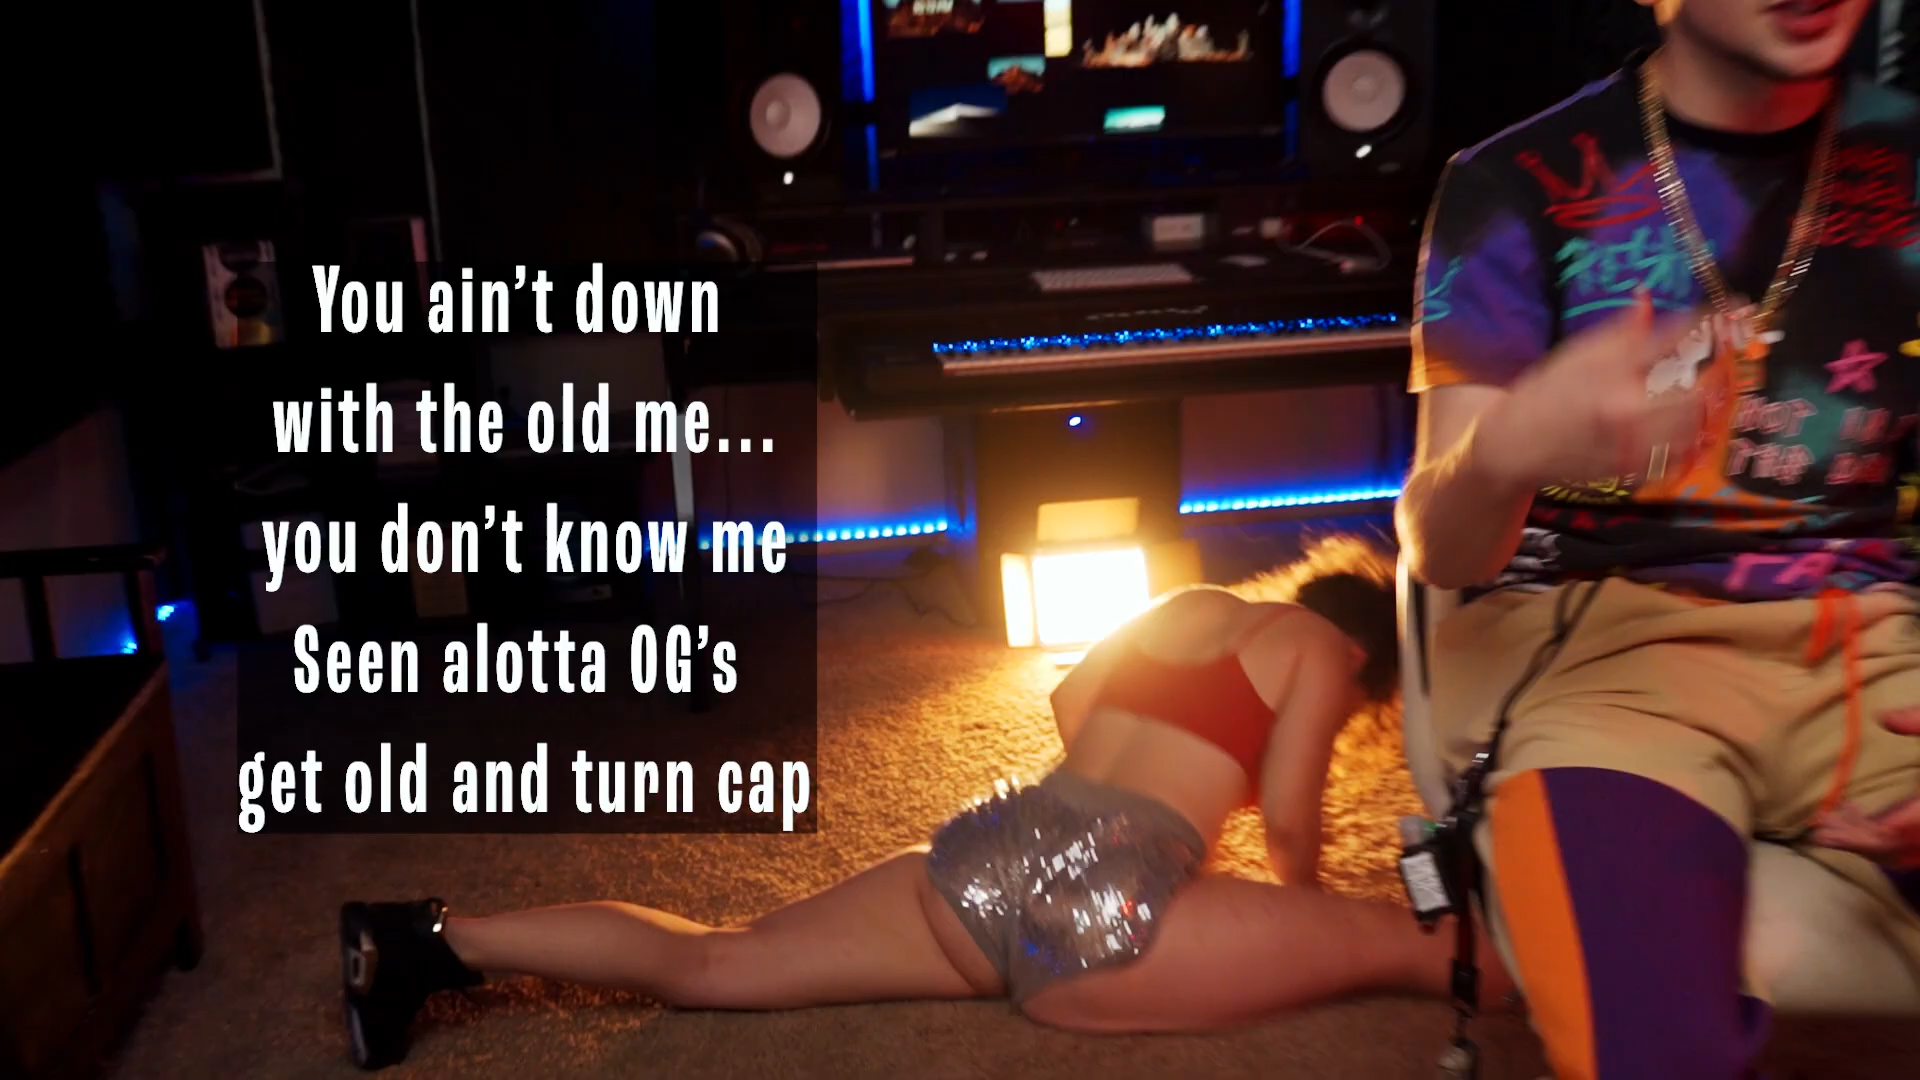 You ain’t down
with the old me...
you don’t know me
Seen alotta OG’s
get old and turn cap